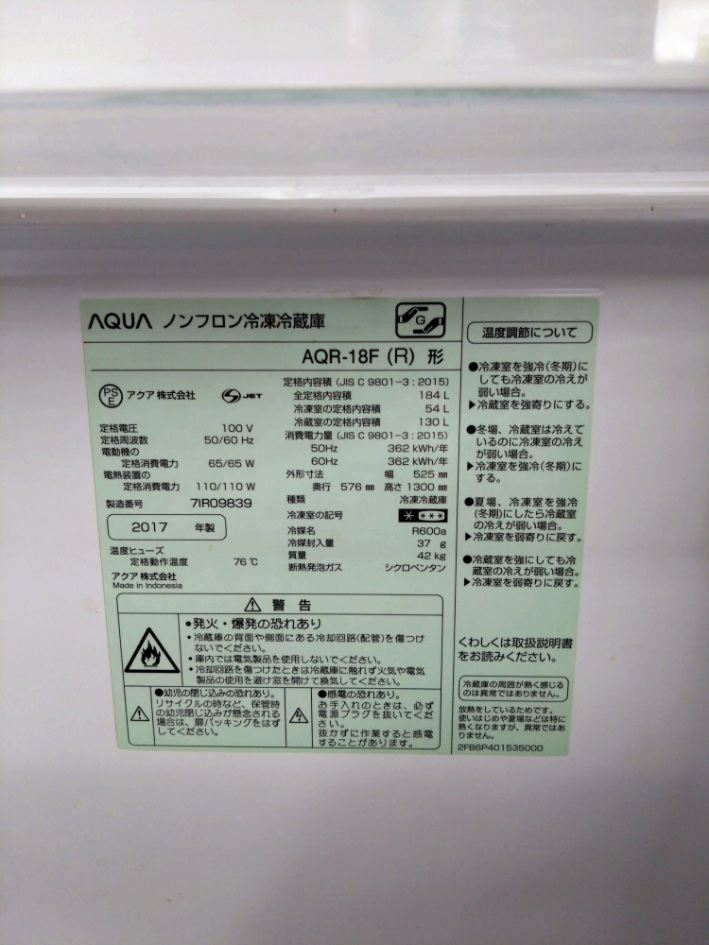 AQUA ノンフロン冷凍冷蔵庫
G
AQR-18F (R) 形
PS
E
アクア 株式会社
JET
定格電圧 100 V
定格周波数 50/60 Hz
電動機の
定格消費電力 65/65 W
電熱装置の
定格消費電力 110/110 W
製造番号 7IR09839
2017 年製
温度ヒューズ
定格動作温度 76 ℃
アクア 株式会社
Made in Indonesia
定格内容積 (JIS C 9801-3 : 2015)
全定格内容積 184 L
冷凍室の定格内容積 54 L
冷蔵室の定格内容積 130 L
消費電力量 (JIS C 9801-3 : 2015)
50Hz 362 kWh/年
60Hz 362 kWh/年
外形寸法 幅 525 ㎜
奥行 576 ㎜ 高さ 1300 ㎜
種類 冷凍冷蔵庫
冷凍室の記号
冷媒名 R600a
冷媒封入量 37 g
質量 42 kg
断熱発泡ガス シクロペンタン
警 告
●発火・爆発の恐れあり
・冷蔵庫の背面や側面にある冷却回路(配管)を傷つけ
ないでください。
・庫内では電気製品を使用しないでください。
・冷却回路を傷つけたときは冷蔵庫に触れず火気や電気
製品の使用を避け窓を開けて換気してください。
●幼児の閉じ込みの恐れあり。
リサイクルの時など、保管時
の幼児閉じ込みが懸念される
場合は、扉パッキングをはず
してください。
●感電の恐れあり。
お手入れのときは、必ず
電源プラグを抜いてくだ
さい。
抜かずに作業すると感電
することがあります。
温度調節について
●冷凍室を強冷(冬期)に
しても冷凍室の冷えが
弱い場合。
▶冷蔵室を強寄りにする。
●冬場、冷蔵室は冷えて
いるのに冷凍室の冷え
が弱い場合。
▶冷凍室を強冷(冬期)に
する。
●夏場、冷凍室を強冷
(冬期)にしたら冷蔵室
の冷えが弱い場合。
▶冷凍室を弱寄りに戻す。
●冷蔵室を強にしても冷
蔵室の冷えが弱い場合。
▶冷凍室を弱寄りに戻す。
くわしくは取扱説明書
をお読みください。
冷蔵庫の周囲が熱く感じる
のは異常ではありません。
放熱をしているためです。
使いはじめや夏場などは特に
熱くなりますが、異常ではあ
りません。
2FB6P401535000